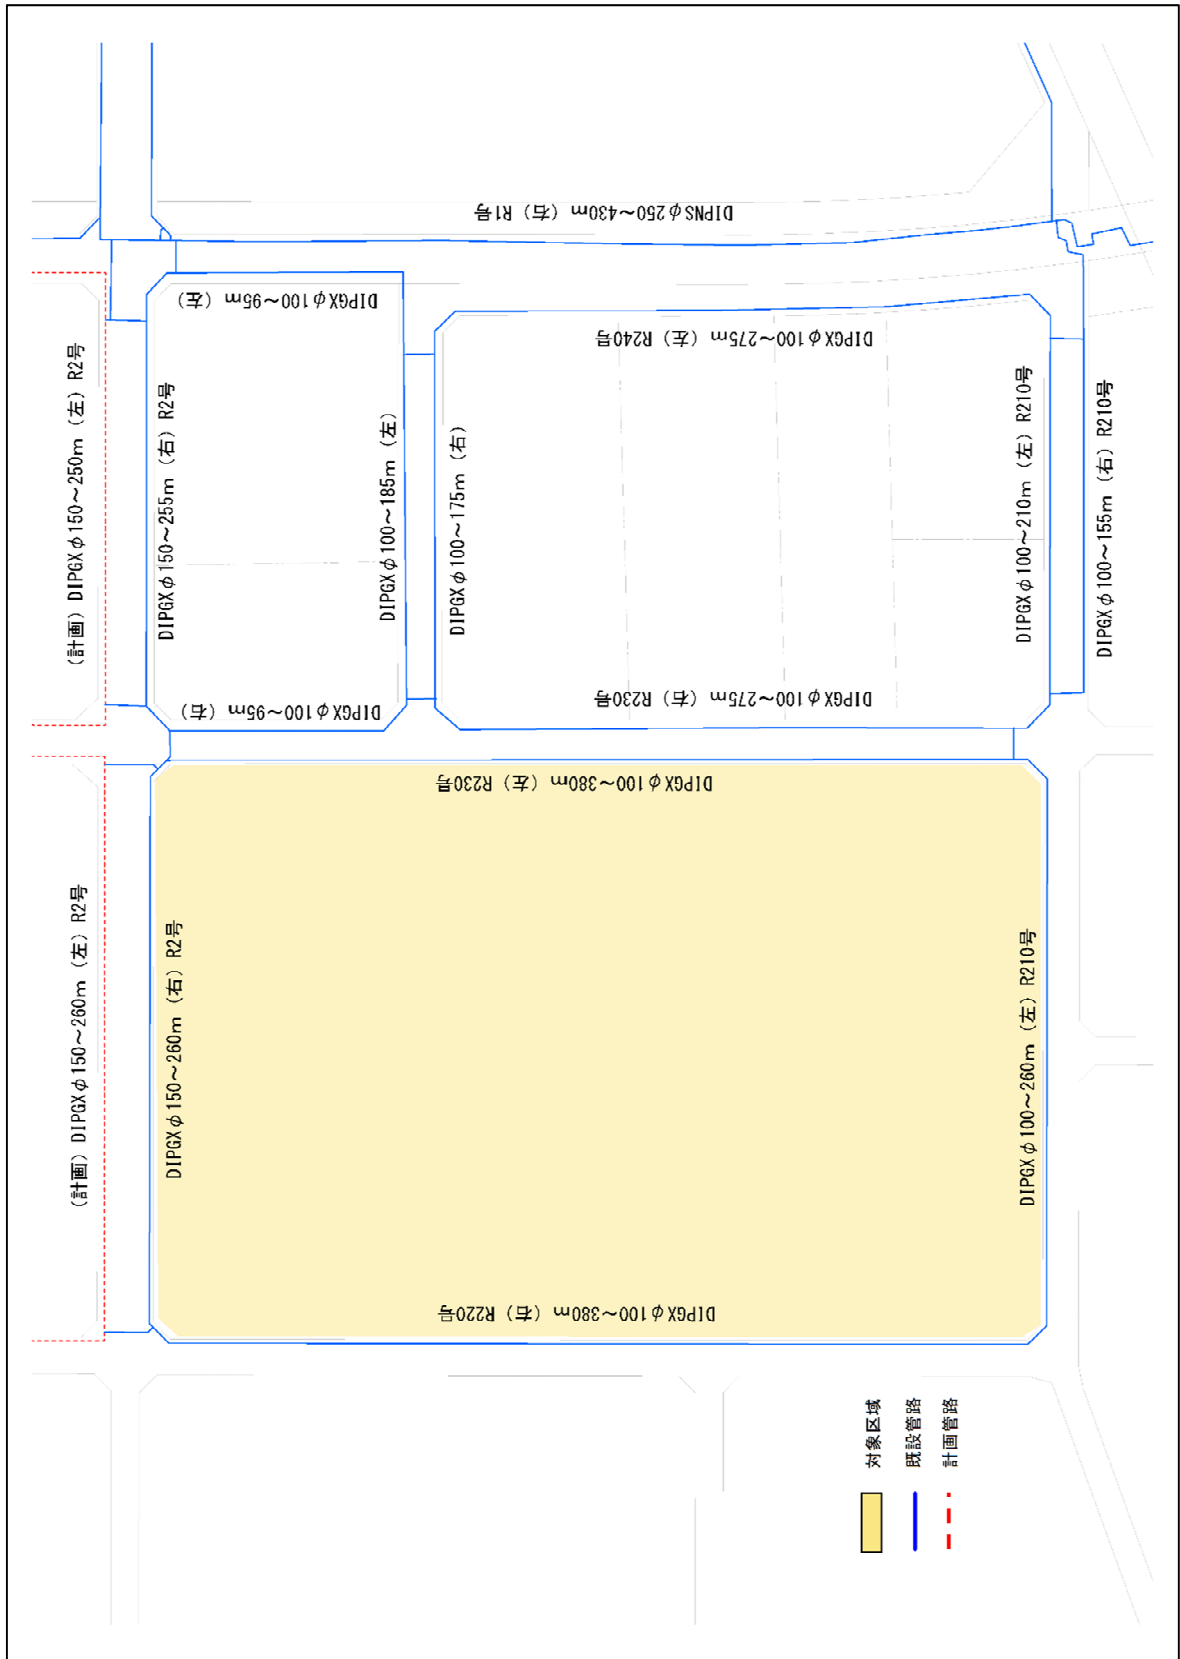 DIPNSφ250～430m（右）R1号
DIPGXφ100～95m（左）
（計画）DIPGXφ150～250m（左）R2号
DIPGXφ150～255m（右）R2号
DIPGXφ100～185m（左）
DIPGXφ100～175m（右）
DIPGXφ100～275m（左）R240号
DIPGXφ100～210m（左）R210号
DIPGXφ100～155m（右）R210号
DIPGXφ100～95m（右）
DIPGXφ100～275m（右）R230号
DIPGXφ100～380m（左）R230号
（計画）DIPGXφ150～260m（左）R2号
DIPGXφ150～260m（右）R2号
DIPGXφ100～260m（左）R210号
DIPGXφ100～380m（右）R220号
対象区域
既設管路
計画管路